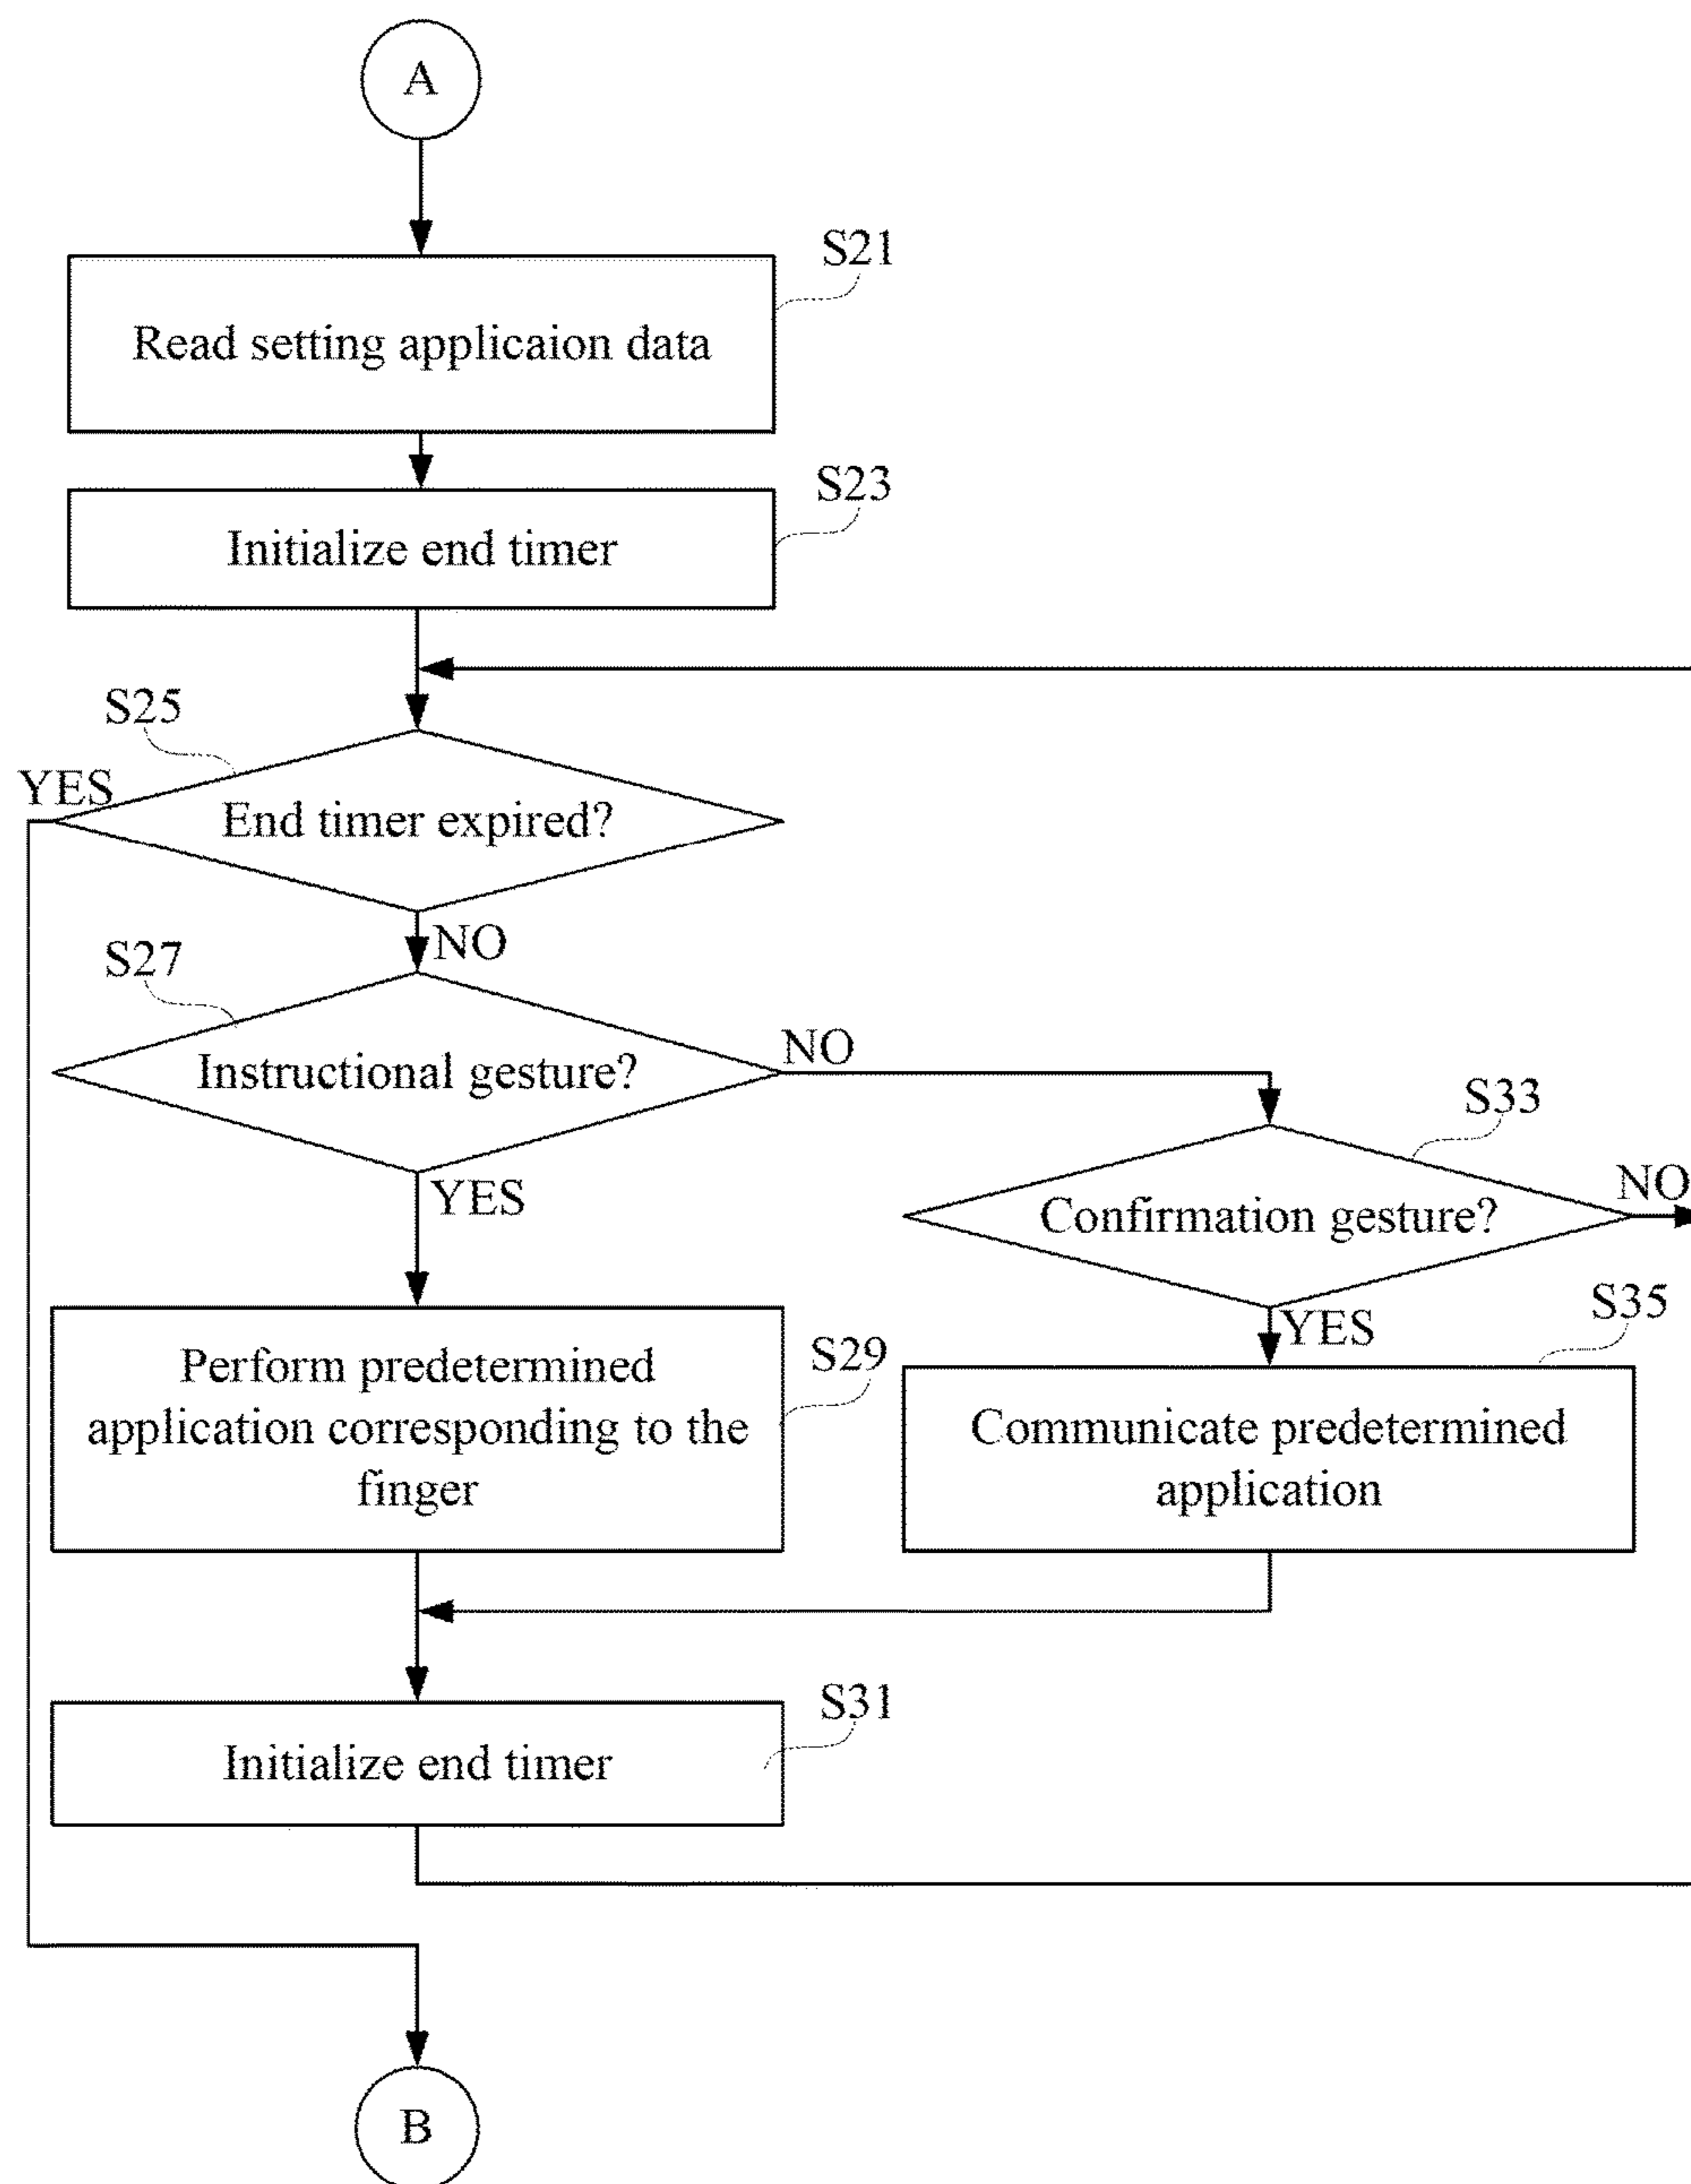 A
S21
Read setting applicaion data
S23
Initialize end timer
S25
YES
End timer expired?
NO
S27
Instructional gesture?
NO
S33
Confirmation gesture?
NO
YES
YES
S29
Perform predetermined
application corresponding to the
finger
S35
Communicate predetermined
application
S31
Initialize end timer
B